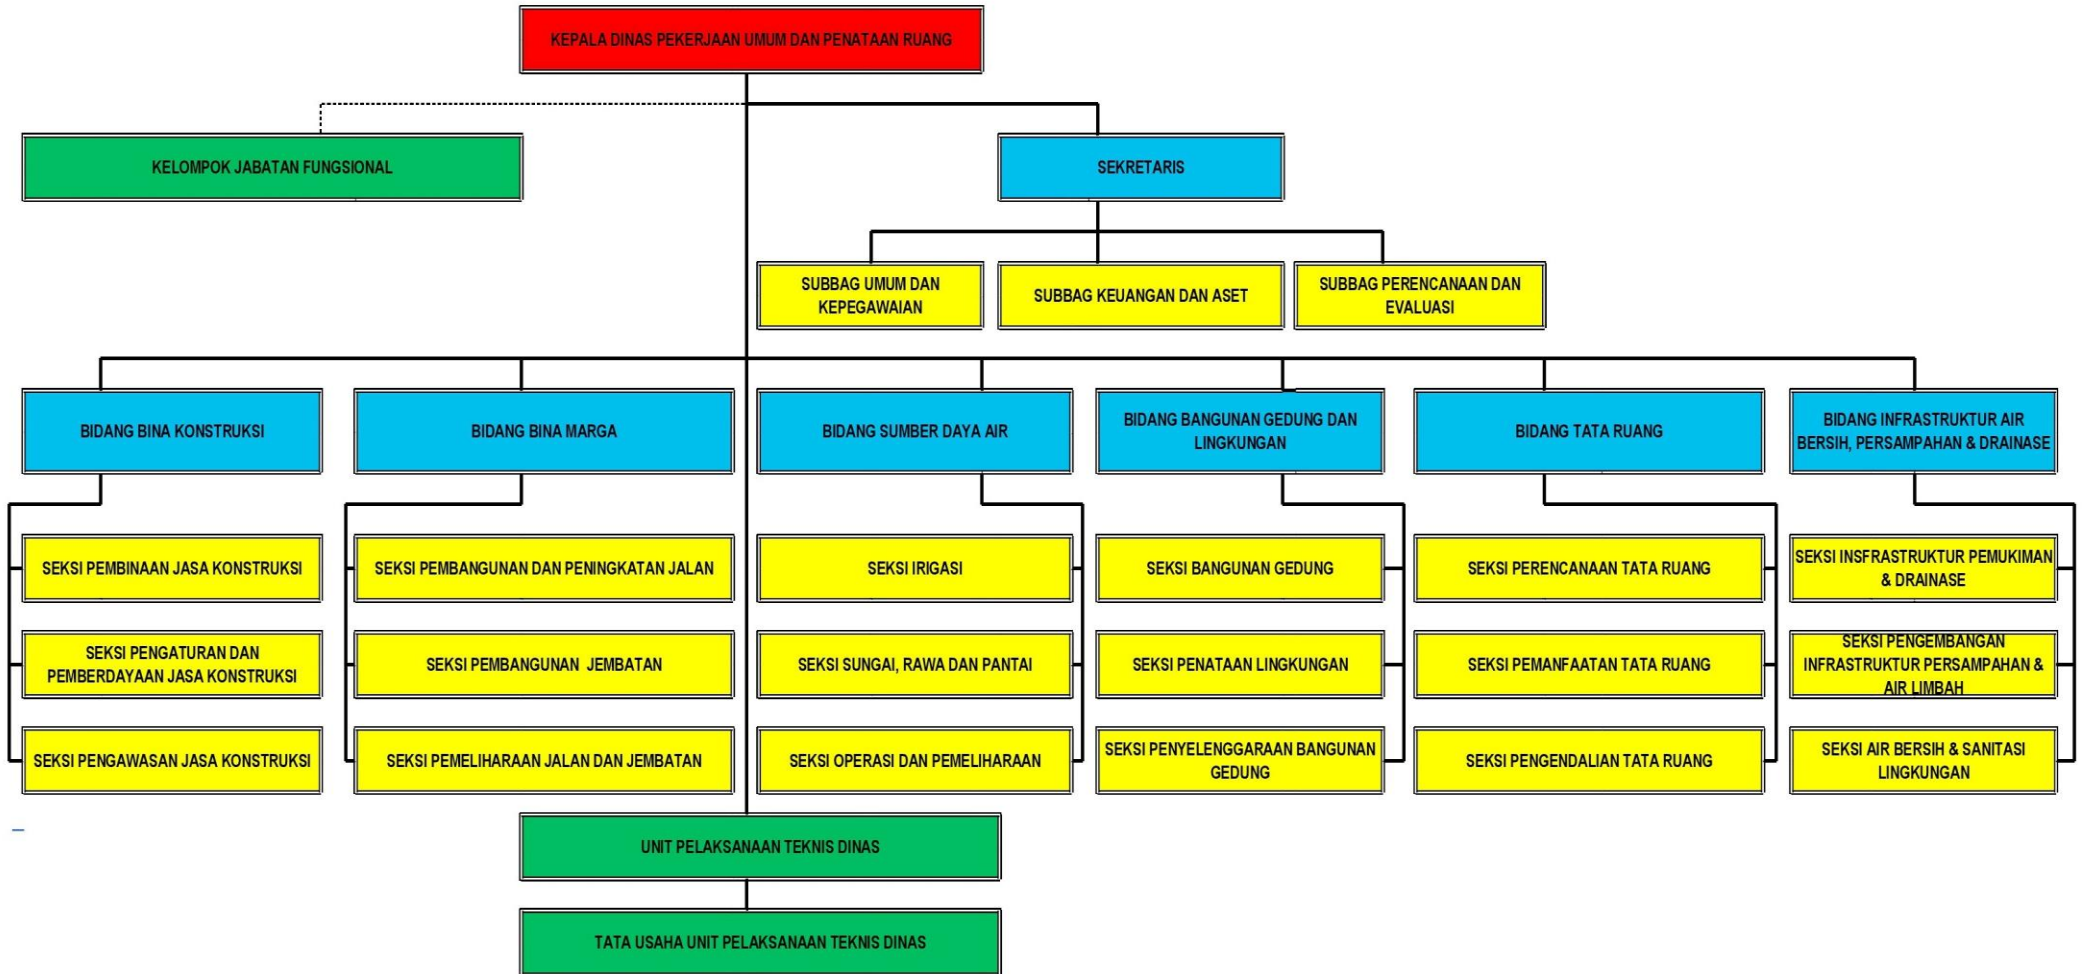 KEPALA DINAS PEKERJAAN UMUM DAN PENATAAN RUANG
KELOMPOK JABATAN FUNGSIONAL
SEKRETARIS
SUBBAG UMUM DAN
KEPEGAWAIAN
SUBBAG KEUANGAN DAN ASET
SUBBAG PERENCANAAN DAN
EVALUASI
BIDANG BINA KONSTRUKSI
BIDANG BINA MARGA
BIDANG SUMBER DAYA AIR
BIDANG BANGUNAN GEDUNG DAN
LINGKUNGAN
BIDANG TATA RUANG
BIDANG INFRASTRUKTUR AIR
BERSIH, PERSAMPAHAN & DRAINASE
SEKSI PEMBINAAN JASA KONSTRUKSI
SEKSI PEMBANGUNAN DAN PENINGKATAN JALAN
SEKSI IRIGASI
SEKSI BANGUNAN GEDUNG
SEKSI PERENCANAAN TATA RUANG
SEKSI INSFRASTRUKTUR PEMUKIMAN
& DRAINASE
SEKSI PENGATURAN DAN
PEMBERDAYAAN JASA KONSTRUKSI
SEKSI PEMBANGUNAN JEMBATAN
SEKSI SUNGAI, RAWA DAN PANTAI
SEKSI PENATAAN LINGKUNGAN
SEKSI PEMANFAATAN TATA RUANG
SEKSI PENGEMBANGAN
INFRASTRUKTUR PERSAMPAHAN &
AIR LIMBAH
SEKSI PENGAWASAN JASA KONSTRUKSI
SEKSI PEMELIHARAAN JALAN DAN JEMBATAN
SEKSI OPERASI DAN PEMELIHARAAN
SEKSI PENYELENGGARAAN BANGUNAN
GEDUNG
SEKSI PENGENDALIAN TATA RUANG
SEKSI AIR BERSIH & SANITASI
LINGKUNGAN
UNIT PELAKSANAAN TEKNIS DINAS
TATA USAHA UNIT PELAKSANAAN TEKNIS DINAS